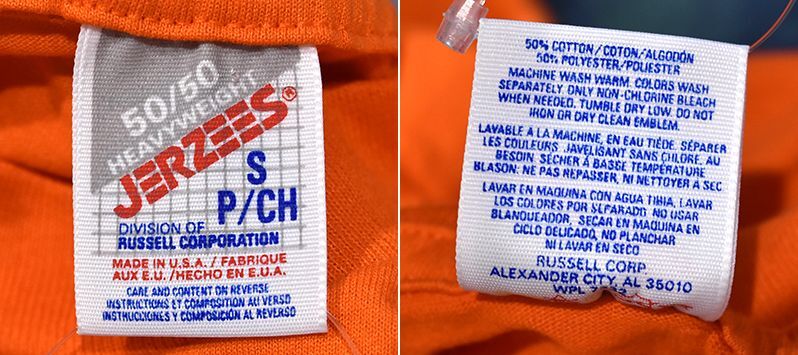 50/50
HEAVYWEIGHT
JERZEES®
S
P/CH
DIVISION OF
RUSSELL CORPORATION
MADE IN U.S.A. / FABRIQUE
AUX E.U. /HECHO EN E.U.A.
CARE AND CONTENT ON REVERSE
INSTRUCTIONS ET COMPOSITION AU VERSO
INSTRUCCIONES Y COMPOSICIÓN AL REVERSO
50% COTTON/COTON/ALGODÓN
50% POLYESTER/POLIESTER
MACHINE WASH WARM. COLORS WASH
SEPARATELY. ONLY NON-CHLORINE BLEACH
WHEN NEEDED. TUMBLE DRY LOW. DO NOT
IRON OR DRY CLEAN EMBLEM.
LAVABLE À LA MACHINE, EN EAU TIÈDE. SÉPARER
LES COULEURS. JAVELISANT SANS CHLORE, AU
BESOIN. SÉCHER À BASSE TEMPÉRATURE
BLASON: NE PAS REPASSER, NI NETTOYER À SEC
LAVAR EN MAQUINA CON AGUA TIBIA, LAVAR
LOS COLORES POR SEPARADO. NO USAR
BLANQUEADOR, SECAR EN MAQUINA EN
CICLO DELICADO, NO PLANCHAR
NI LAVAR EN SECO
RUSSELL CORP.
ALEXANDER CITY, AL 35010
WPL